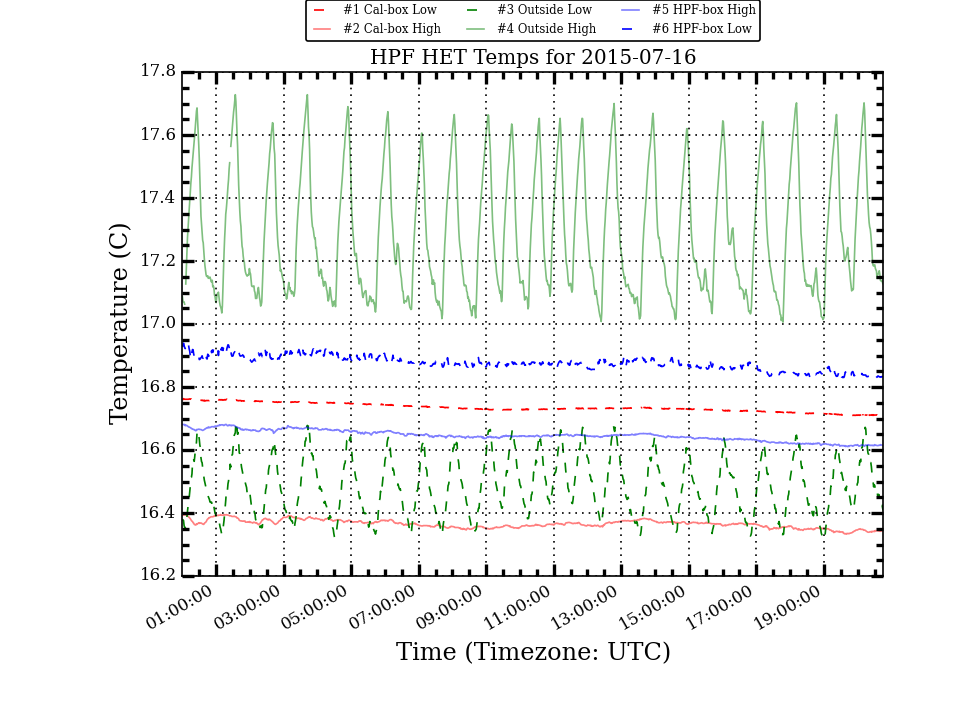 #1 Cal-box Low #3 Outside Low #5 HPF-box High
#2 Cal-box High #4 Outside High #6 HPF-box Low
HPF HET Temps for 2015-07-16
17.8
17.6
17.4
17.2
17.0
16.8
16.6
16.4
16.2
Temperature (C)
01:00:00 03:00:00 05:00:00 07:00:00 09:00:00 11:00:00 13:00:00 15:00:00 17:00:00 19:00:00
Time (Timezone: UTC)